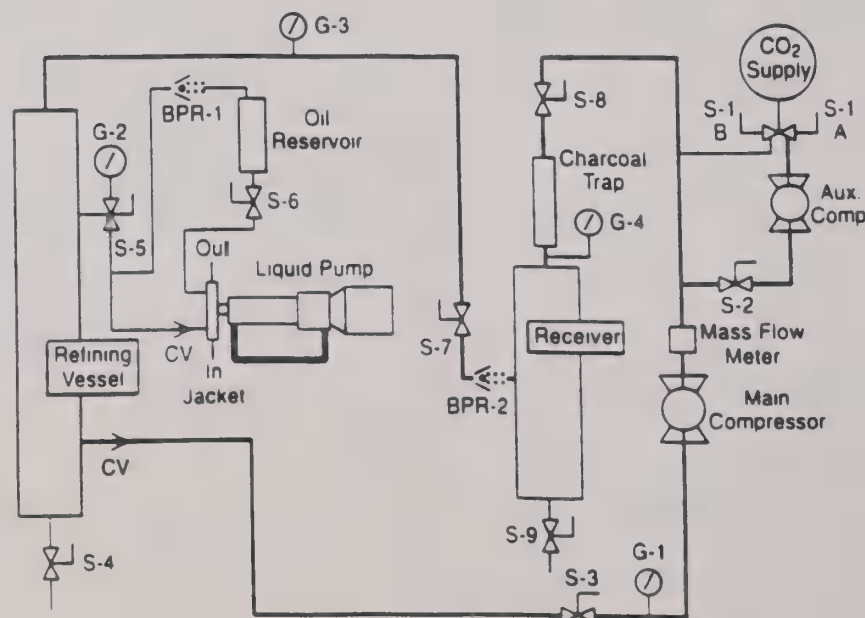 G-3
CO2
Supply
S-1
B
S-1
A
BPR-1
Oil
Reservoir
G-2
S-8
Charcoal
Trap
Aux.
Comp
S-6
S-5
Out
G-4
Liquid Pump
S-2
CV
S-7
Receiver
Mass Flow
Meter
Refining
Vessel
In
Jacket
BPR-2
Main
Compressor
CV
S-4
S-9
G-1
S-3